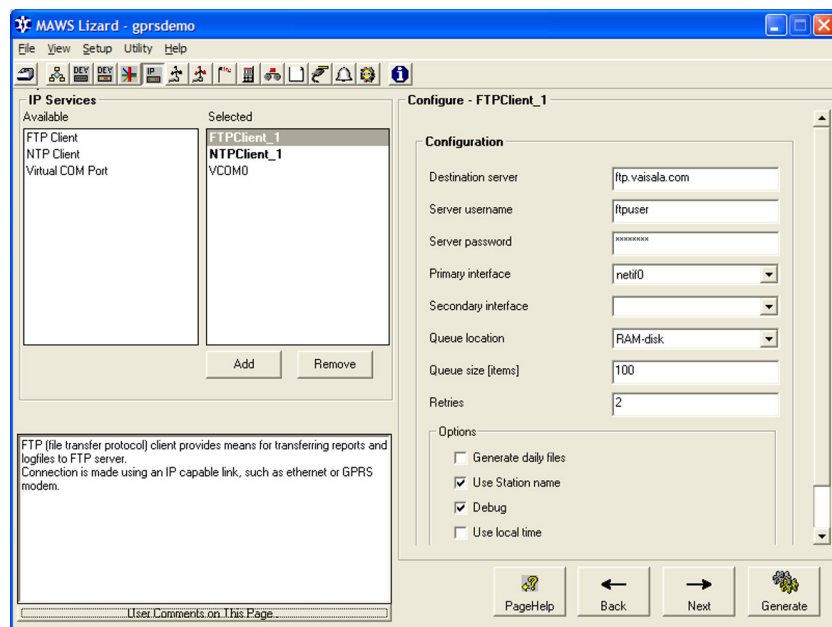 MAWS Lizard - gprsdemo
File View Setup Utility Help
DEV DEV IP
IP Services
Available
Selected
FTP Client
NTP Client
Virtual COM Port
FTPClient_1
NTPClient_1
VCOM0
Add
Remove
FTP (file transfer protocol) client provides means for transferring reports and
logfiles to FTP server.
Connection is made using an IP capable link, such as ethernet or GPRS
modem.
User Comments on This Page .
Configure - FTPClient_1
Configuration
Destination server ftp.vaisala.com
Server username ftpuser
Server password ××××××××
Primary interface netif0
Secondary interface
Queue location RAM-disk
Queue size [items] 100
Retries 2
Options
Generate daily files
Use Station name
Debug
Use local time
PageHelp
Back
Next
Generate